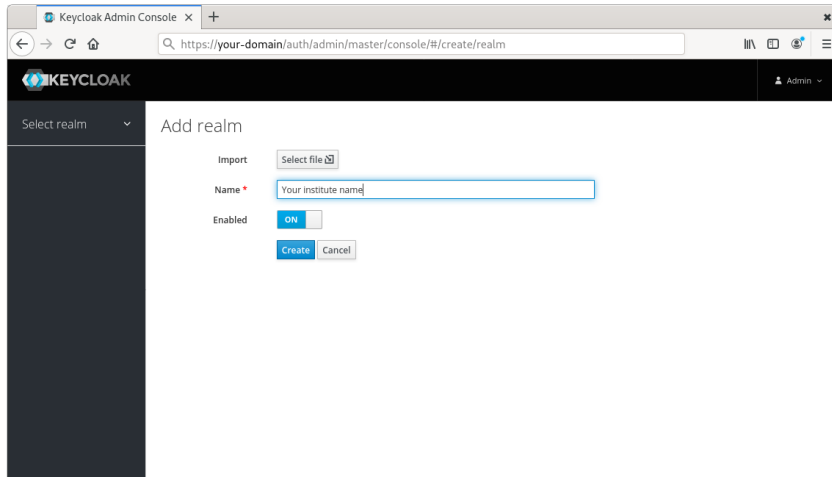 Keycloak Admin Console
https://your-domain/auth/admin/master/console/#/create/realm
KEYCLOAK
Admin
Select realm
Add realm
Import Select file
Name * Your institute name
Enabled ON
Create Cancel